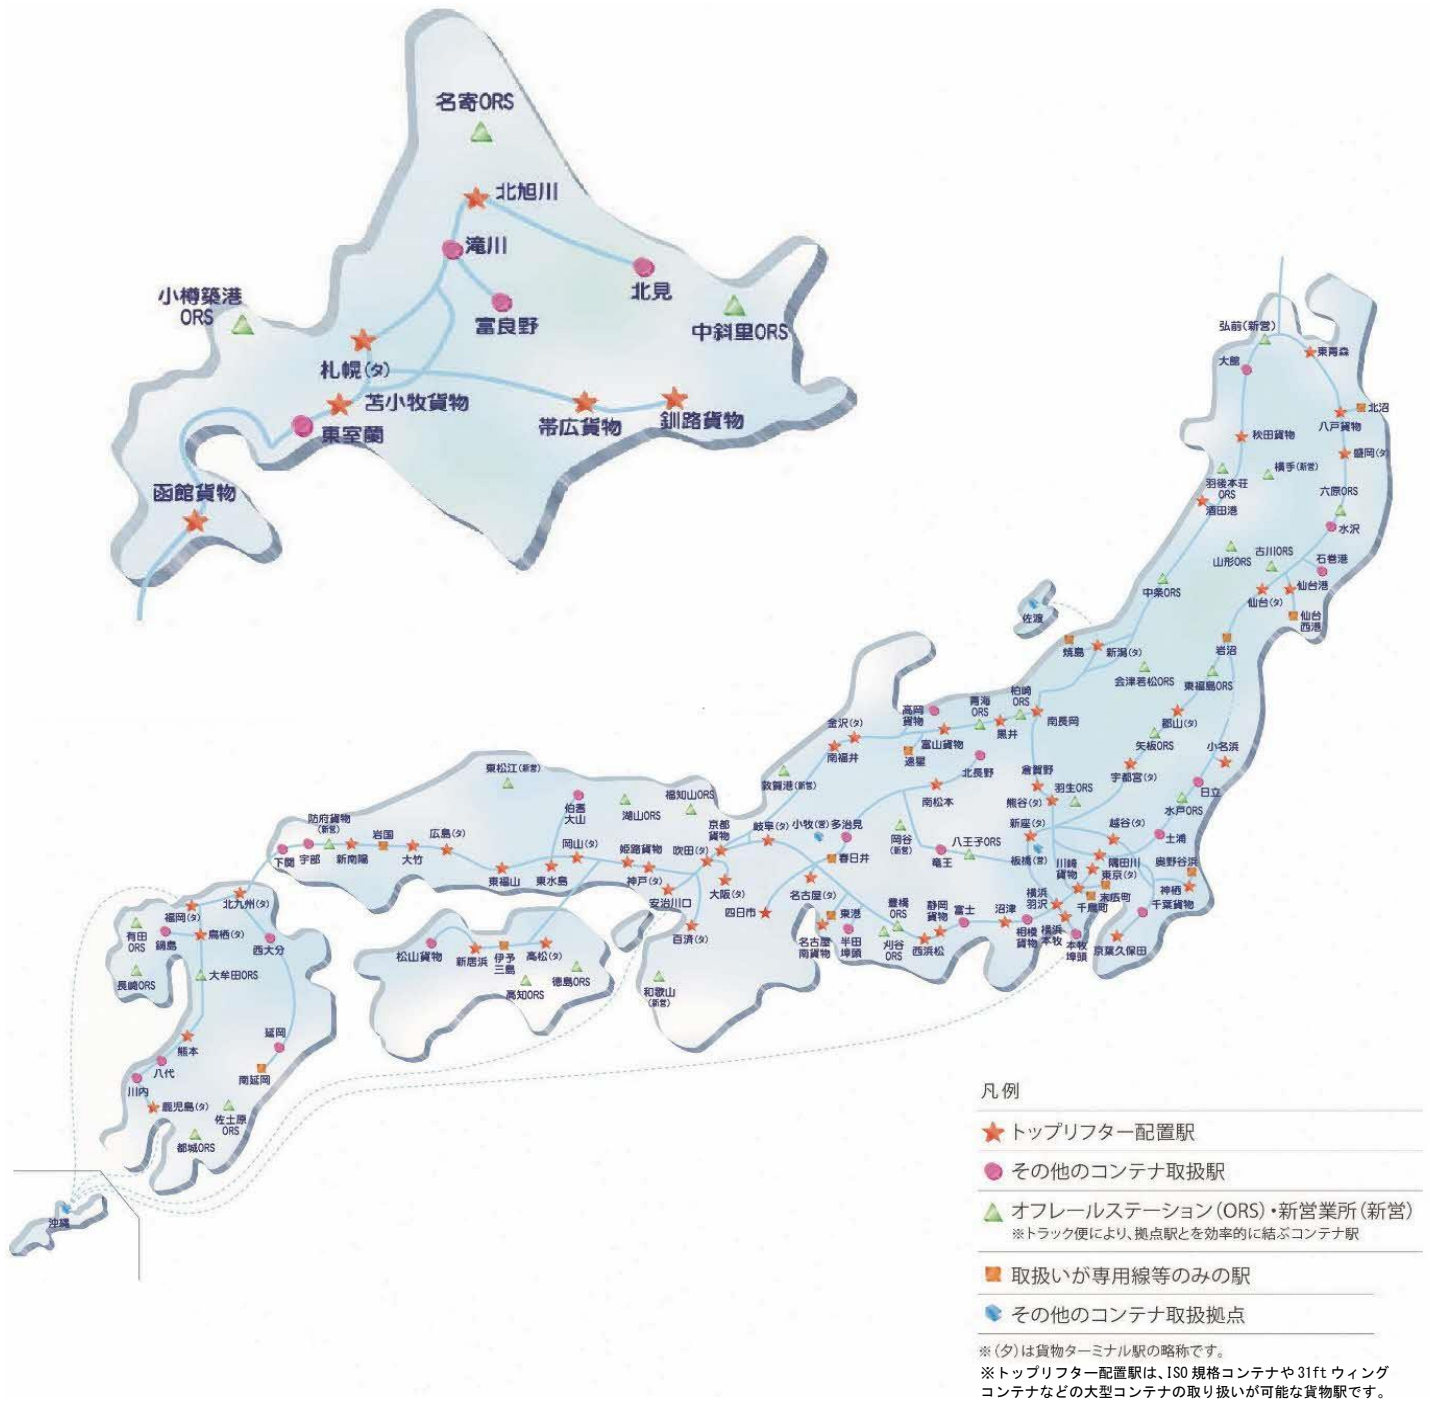 名寄ORS
北旭川
滝川
北見
小樽築港
ORS
富良野
中斜里ORS
札幌(タ)
苫小牧貨物
帯広貨物
釧路貨物
東室蘭
函館貨物
弘前(新営)
東青森
大館
北沼
八戸貨物
秋田貨物
盛岡(タ)
横手(新営)
羽後本荘
ORS
六原ORS
酒田港
水沢
古川ORS
山形ORS
石巻港
中条ORS
仙台(タ)
仙台港
仙台
西港
佐渡
焼島
新潟(タ)
岩沼
会津若松ORS
東福島ORS
柏崎
ORS
青海
ORS
高岡
貨物
金沢(タ)
南長岡
郡山(タ)
黒井
富山貨物
速星
南福井
矢板ORS
小名浜
北長野
倉賀野
宇都宮(タ)
東松江(新営)
敦賀港(新営)
南松本
熊谷(タ)
羽生ORS
日立
水戸ORS
伯耆
大山
湖山ORS
福知山ORS
防府貨物
(新営)
岩国
広島(タ)
京都
貨物
岐阜(タ)
小牧(営)
多治見
新座(タ)
越谷(タ)
土浦
岡谷
(新営)
八王子ORS
板橋(営)
下関
宇部
新南陽
大竹
岡山(タ)
姫路貨物
吹田(タ)
春日井
竜王
川崎
貨物
隅田川
東京(タ)
奥野谷浜
東福山
東水島
神戸(タ)
大阪(タ)
名古屋(タ)
神栖
千葉貨物
末広町
千鳥町
安治川口
四日市
豊橋
ORS
静岡
貨物
富士
沼津
横浜
羽沢
北九州(タ)
福岡(タ)
東港
相模
貨物
横浜
本牧
本牧
埠頭
京葉久保田
有田
ORS
鍋島
鳥栖(タ)
西大分
百済(タ)
名古屋
南貨物
半田
埠頭
刈谷
ORS
西浜松
松山貨物
新居浜
伊予
三島
高松(タ)
長崎ORS
大牟田ORS
高知ORS
徳島ORS
和歌山
(新営)
延岡
熊本
八代
南延岡
川内
鹿児島(タ)
佐土原
ORS
都城ORS
沖縄
凡例
トップリフター配置駅
その他のコンテナ取扱駅
オフレールステーション(ORS)・新営業所(新営)
※トラック便により、拠点駅とを効率的に結ぶコンテナ駅
取扱いが専用線等のみの駅
その他のコンテナ取扱拠点
※(タ)は貨物ターミナル駅の略称です。
※トップリフター配置駅は、ISO規格コンテナや31ftウィング
コンテナなどの大型コンテナの取り扱いが可能な貨物駅です。